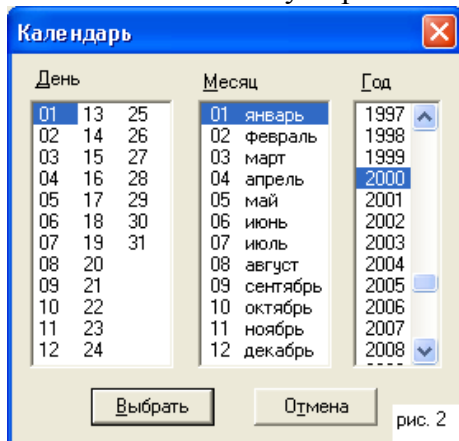 Календарь
День Месяц Год
01 13 25 01 январь 1997
02 14 26 02 февраль 1998
03 15 27 03 март 1999
04 16 28 04 апрель 2000
05 17 29 05 май 2001
06 18 30 06 июнь 2002
07 19 31 07 июль 2003
08 20 08 август 2004
09 21 09 сентябрь 2005
10 22 10 октябрь 2006
11 23 11 ноябрь 2007
12 24 12 декабрь 2008
Выбрать Отмена
рис. 2